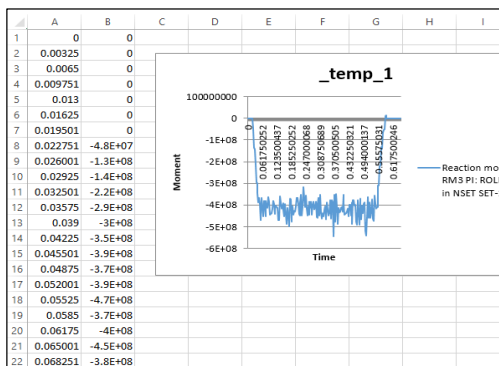 A B C D E F G H I
1 0 0
2 0.00325 0
3 0.0065 0
4 0.009751 0
5 0.013 0
6 0.01625 0
7 0.019501 0
8 0.022751 -4.8E+07
9 0.026001 -1.3E+08
10 0.02925 -1.4E+08
11 0.032501 -2.2E+08
12 0.03575 -2.9E+08
13 0.039 -3E+08
14 0.04225 -3.5E+08
15 0.045501 -3.9E+08
16 0.04875 -3.7E+08
17 0.052001 -3.9E+08
18 0.05525 -4.7E+08
19 0.0585 -3.7E+08
20 0.06175 -4E+08
21 0.065001 -4.5E+08
22 0.068251 -3.8E+08
_temp_1
100000000
0
-1E+08
-2E+08
-3E+08
-4E+08
-5E+08
-6E+08
Moment
0
0.061750252
0.123500437
0.185250252
0.247000068
0.308750689
0.370500505
0.432250321
0.494000137
0.55575031
0.617500246
Time
Reaction mo
RM3 PI: ROL
in NSET SET-